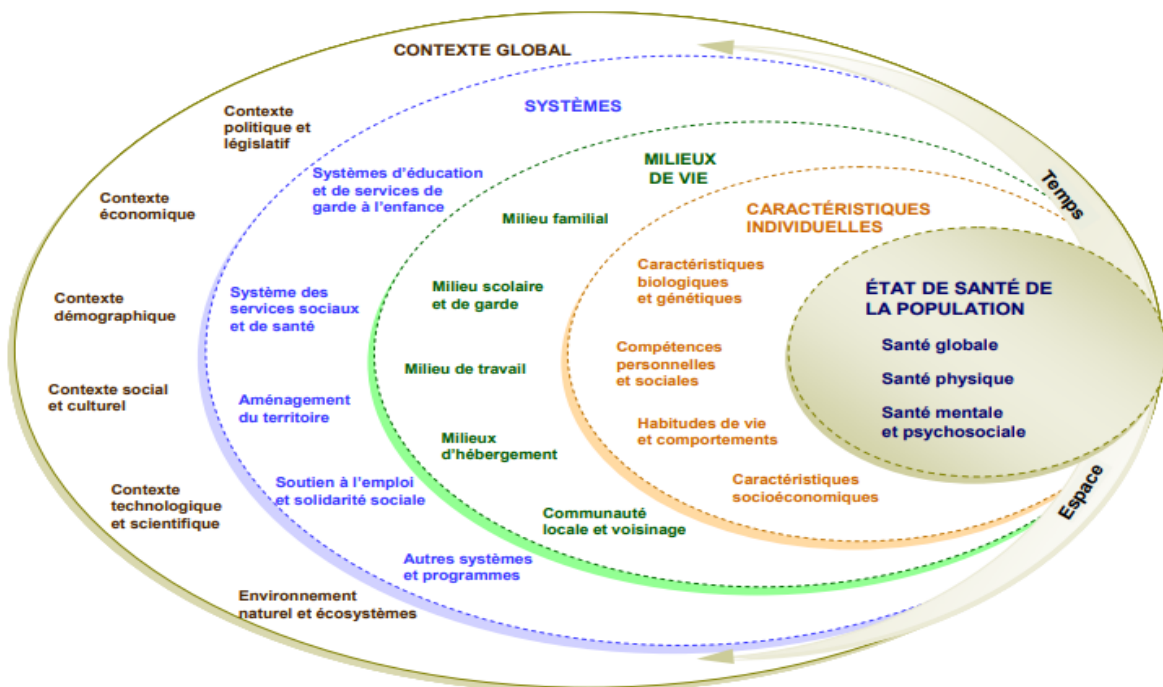 CONTEXTE GLOBAL
Contexte
politique et
législatif
Contexte
économique
Contexte
démographique
Contexte social
et culturel
Contexte
technologique
et scientifique
Environnement
naturel et écosystèmes
SYSTÈMES
Systèmes d'éducation
et de services de
garde à l'enfance
Système des
services sociaux
et de santé
Aménagement
du territoire
Soutien à l'emploi
et solidarité sociale
Autres systèmes
et programmes
MILIEUX
DE VIE
Milieu familial
Milieu scolaire
et de garde
Milieu de travail
Milieux
d'hébergement
Communauté
locale et voisinage
CARACTÉRISTIQUES
INDIVIDUELLES
Caractéristiques
biologiques
et génétiques
Compétences
personnelles
et sociales
Habitudes de vie
et comportements
Caractéristiques
socioéconomiques
ÉTAT DE SANTÉ DE
LA POPULATION
Santé globale
Santé physique
Santé mentale
et psychosociale
Temps
Espace